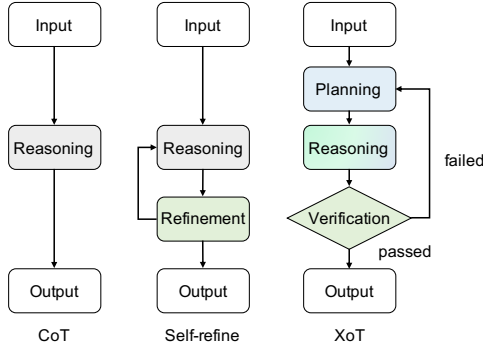 Input
Reasoning
Output
CoT
Input
Reasoning
Refinement
Output
Self-refine
Input
Planning
Reasoning
failed
Verification
passed
Output
XoT